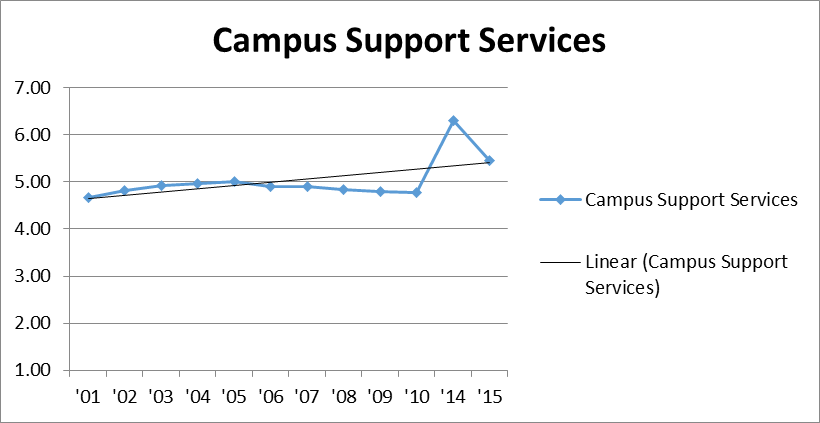 Campus Support Services
7.00
6.00
5.00
4.00
3.00
2.00
1.00
'01 '02 '03 '04 '05 '06 '07 '08 '09 '10 '14 '15
Campus Support Services
Linear (Campus Support
Services)